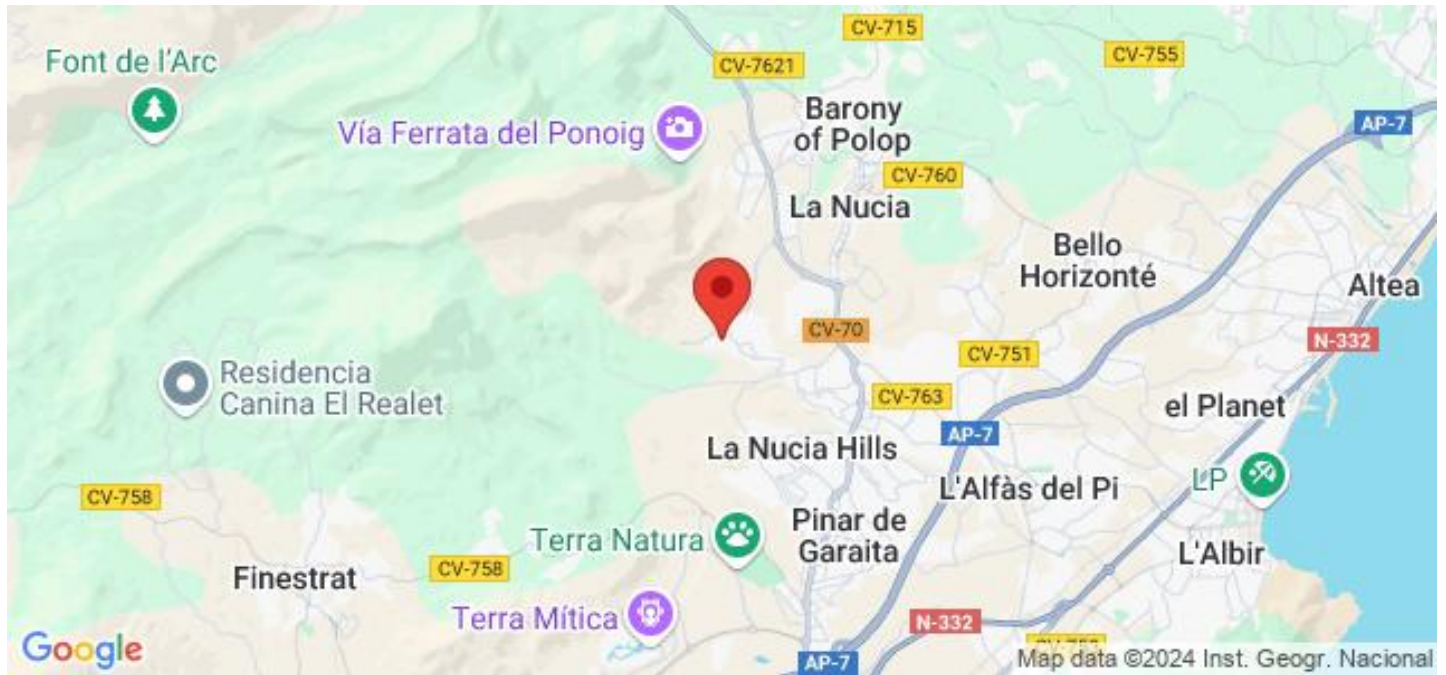 CV-715
CV-755
Font de l'Arc
CV-7621
Barony
of Polop
AP-7
Vía Ferrata del Ponoig
CV-760
La Nucia
Bello
Horizonté
Altea
CV-70
N-332
CV-751
Residencia
Canina El Realet
CV-763
el Planet
AP-7
La Nucia Hills
LP
L'Alfàs del Pi
CV-758
Pinar de
Garaita
Terra Natura
L'Albir
Finestrat
CV-758
Terra Mítica
N-332
Google
AP-7
Map data ©2024 Inst. Geogr. Nacional